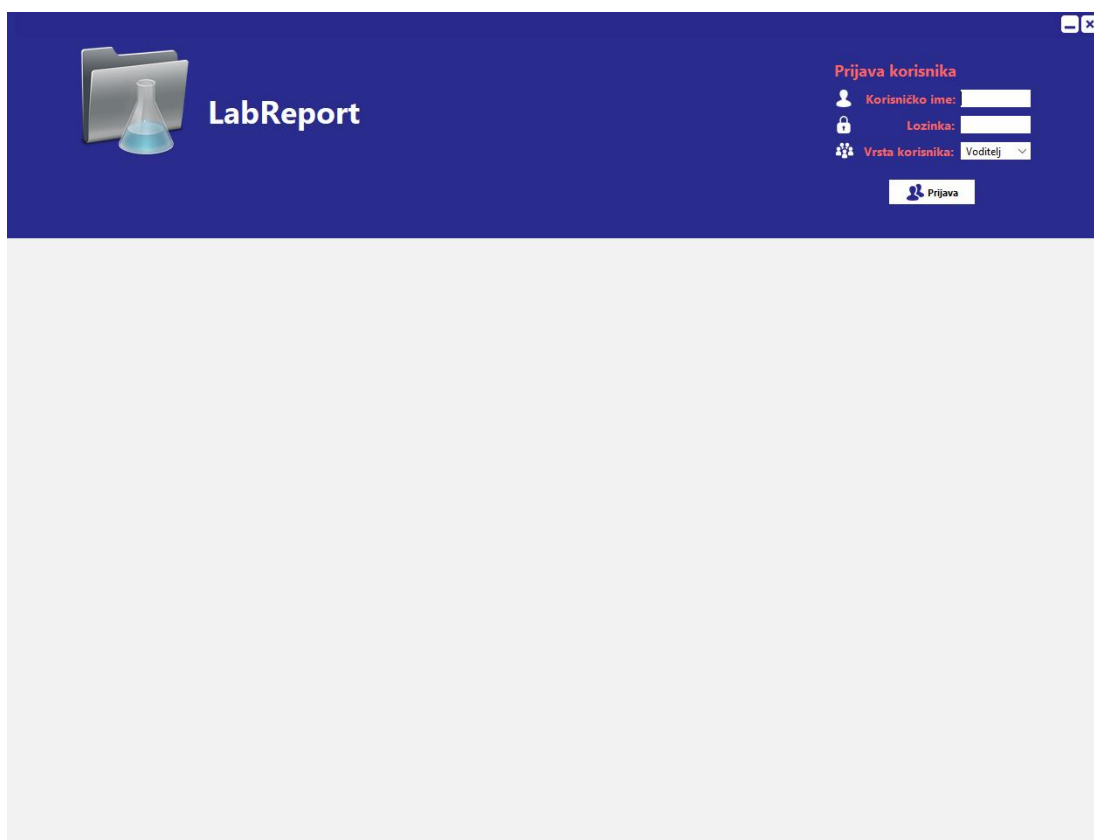 LabReport
Prijava korisnika
Korisničko ime:
Lozinka:
Vrsta korisnika: Voditelj
Prijava